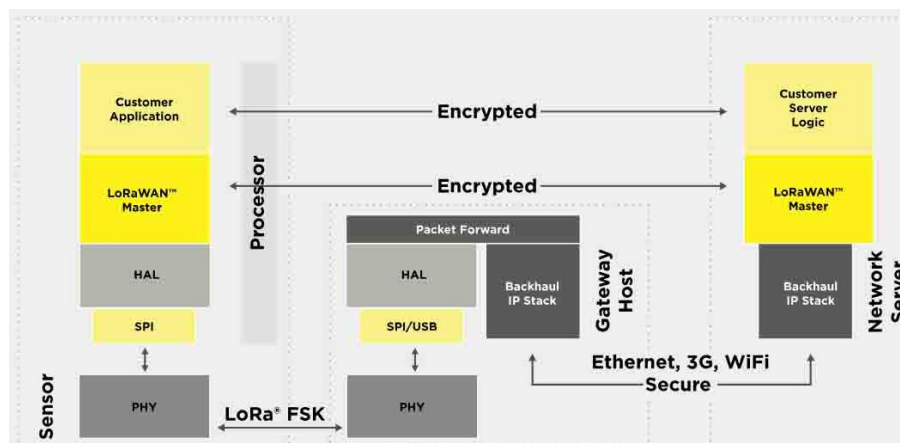 Customer
Application
LoRaWAN™
Master
HAL
SPI
PHY
Sensor
Processor
Encrypted
Encrypted
LoRa® FSK
Packet Forward
HAL
SPI/USB
PHY
Backhaul
IP Stack
Gateway
Host
Ethernet, 3G, WiFi
Secure
Customer
Server
Logic
LoRaWAN™
Master
Backhaul
IP Stack
Network
Server